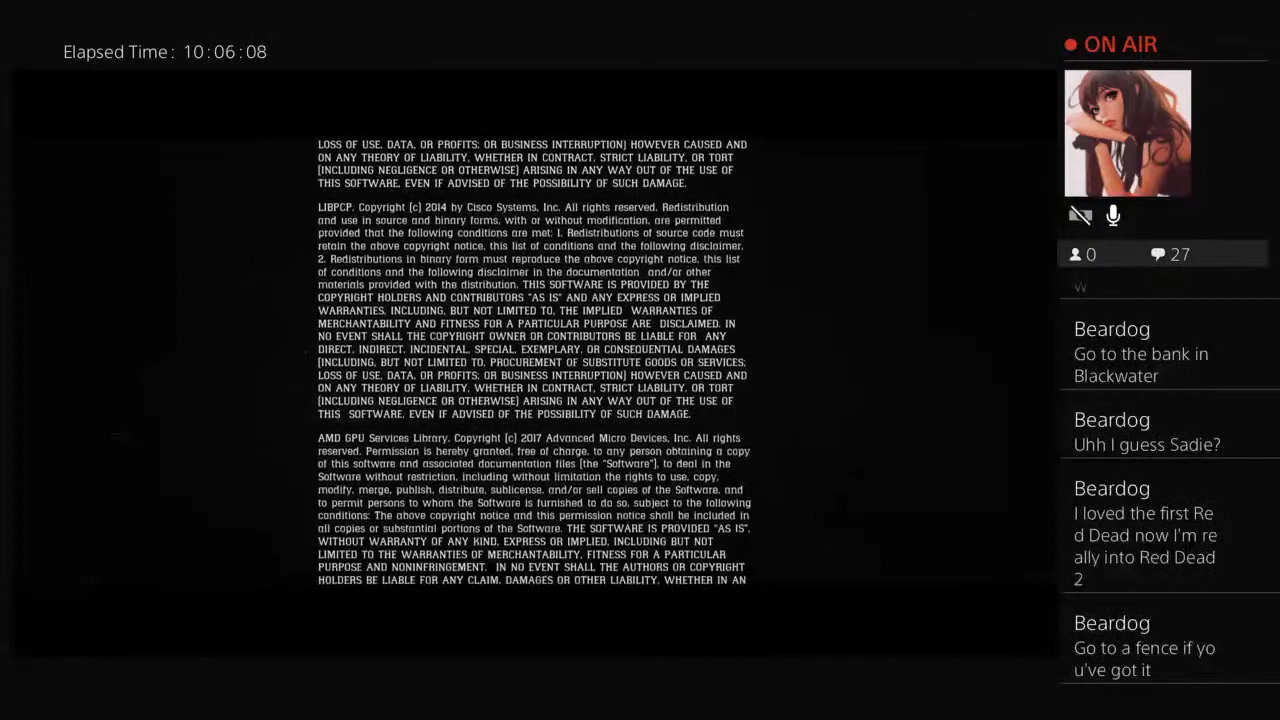 Elapsed Time: 10:06:08
LOSS OF USE, DATA, OR PROFITS; OR BUSINESS INTERRUPTION) HOWEVER CAUSED AND
ON ANY THEORY OF LIABILITY, WHETHER IN CONTRACT, STRICT LIABILITY, OR TORT
(INCLUDING NEGLIGENCE OR OTHERWISE) ARISING IN ANY WAY OUT OF THE USE OF
THIS SOFTWARE, EVEN IF ADVISED OF THE POSSIBILITY OF SUCH DAMAGE.
LIBPCP. Copyright (c) 2014 by Cisco Systems, Inc. All rights reserved. Redistribution
and use in source and binary forms, with or without modification, are permitted
provided that the following conditions are met: 1. Redistributions of source code must
retain the above copyright notice, this list of conditions and the following disclaimer.
2. Redistributions in binary form must reproduce the above copyright notice, this list
of conditions and the following disclaimer in the documentation and/or other
materials provided with the distribution. THIS SOFTWARE IS PROVIDED BY THE
COPYRIGHT HOLDERS AND CONTRIBUTORS "AS IS" AND ANY EXPRESS OR IMPLIED
WARRANTIES, INCLUDING, BUT NOT LIMITED TO, THE IMPLIED WARRANTIES OF
MERCHANTABILITY AND FITNESS FOR A PARTICULAR PURPOSE ARE DISCLAIMED. IN
NO EVENT SHALL THE COPYRIGHT OWNER OR CONTRIBUTORS BE LIABLE FOR ANY
DIRECT, INDIRECT, INCIDENTAL, SPECIAL, EXEMPLARY, OR CONSEQUENTIAL DAMAGES
(INCLUDING, BUT NOT LIMITED TO, PROCUREMENT OF SUBSTITUTE GOODS OR SERVICES;
LOSS OF USE, DATA, OR PROFITS; OR BUSINESS INTERRUPTION) HOWEVER CAUSED AND
ON ANY THEORY OF LIABILITY, WHETHER IN CONTRACT, STRICT LIABILITY, OR TORT
(INCLUDING NEGLIGENCE OR OTHERWISE) ARISING IN ANY WAY OUT OF THE USE OF
THIS SOFTWARE, EVEN IF ADVISED OF THE POSSIBILITY OF SUCH DAMAGE.
AMD GPU Services Library. Copyright (c) 2017 Advanced Micro Devices, Inc. All rights
reserved. Permission is hereby granted, free of charge, to any person obtaining a copy
of this software and associated documentation files (the "Software"), to deal in the
Software without restriction, including without limitation the rights to use, copy,
modify, merge, publish, distribute, sublicense, and/or sell copies of the Software, and
to permit persons to whom the Software is furnished to do so, subject to the following
conditions: The above copyright notice and this permission notice shall be included in
all copies or substantial portions of the Software. THE SOFTWARE IS PROVIDED "AS IS",
WITHOUT WARRANTY OF ANY KIND, EXPRESS OR IMPLIED, INCLUDING BUT NOT
LIMITED TO THE WARRANTIES OF MERCHANTABILITY, FITNESS FOR A PARTICULAR
PURPOSE AND NONINFRINGEMENT. IN NO EVENT SHALL THE AUTHORS OR COPYRIGHT
HOLDERS BE LIABLE FOR ANY CLAIM, DAMAGES OR OTHER LIABILITY, WHETHER IN AN
ON AIR
0 27
w
Beardog
Go to the bank in
Blackwater
Beardog
Uhh I guess Sadie?
Beardog
I loved the first Re
d Dead now I'm re
ally into Red Dead
2
Beardog
Go to a fence if yo
u've got it